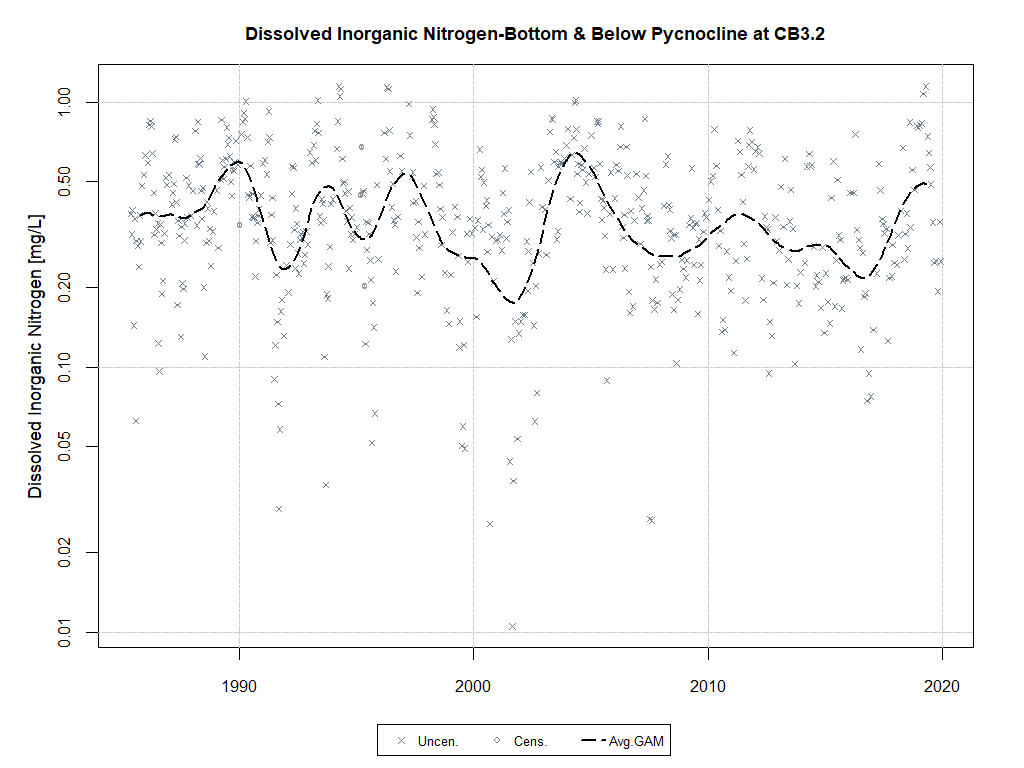 Dissolved Inorganic Nitrogen-Bottom & Below Pycnocline at CB3.2
Dissolved Inorganic Nitrogen [mg/L]
1.00
0.50
0.20
0.10
0.05
0.02
0.01
1990 2000 2010 2020
Uncen. Cens. Avg.GAM